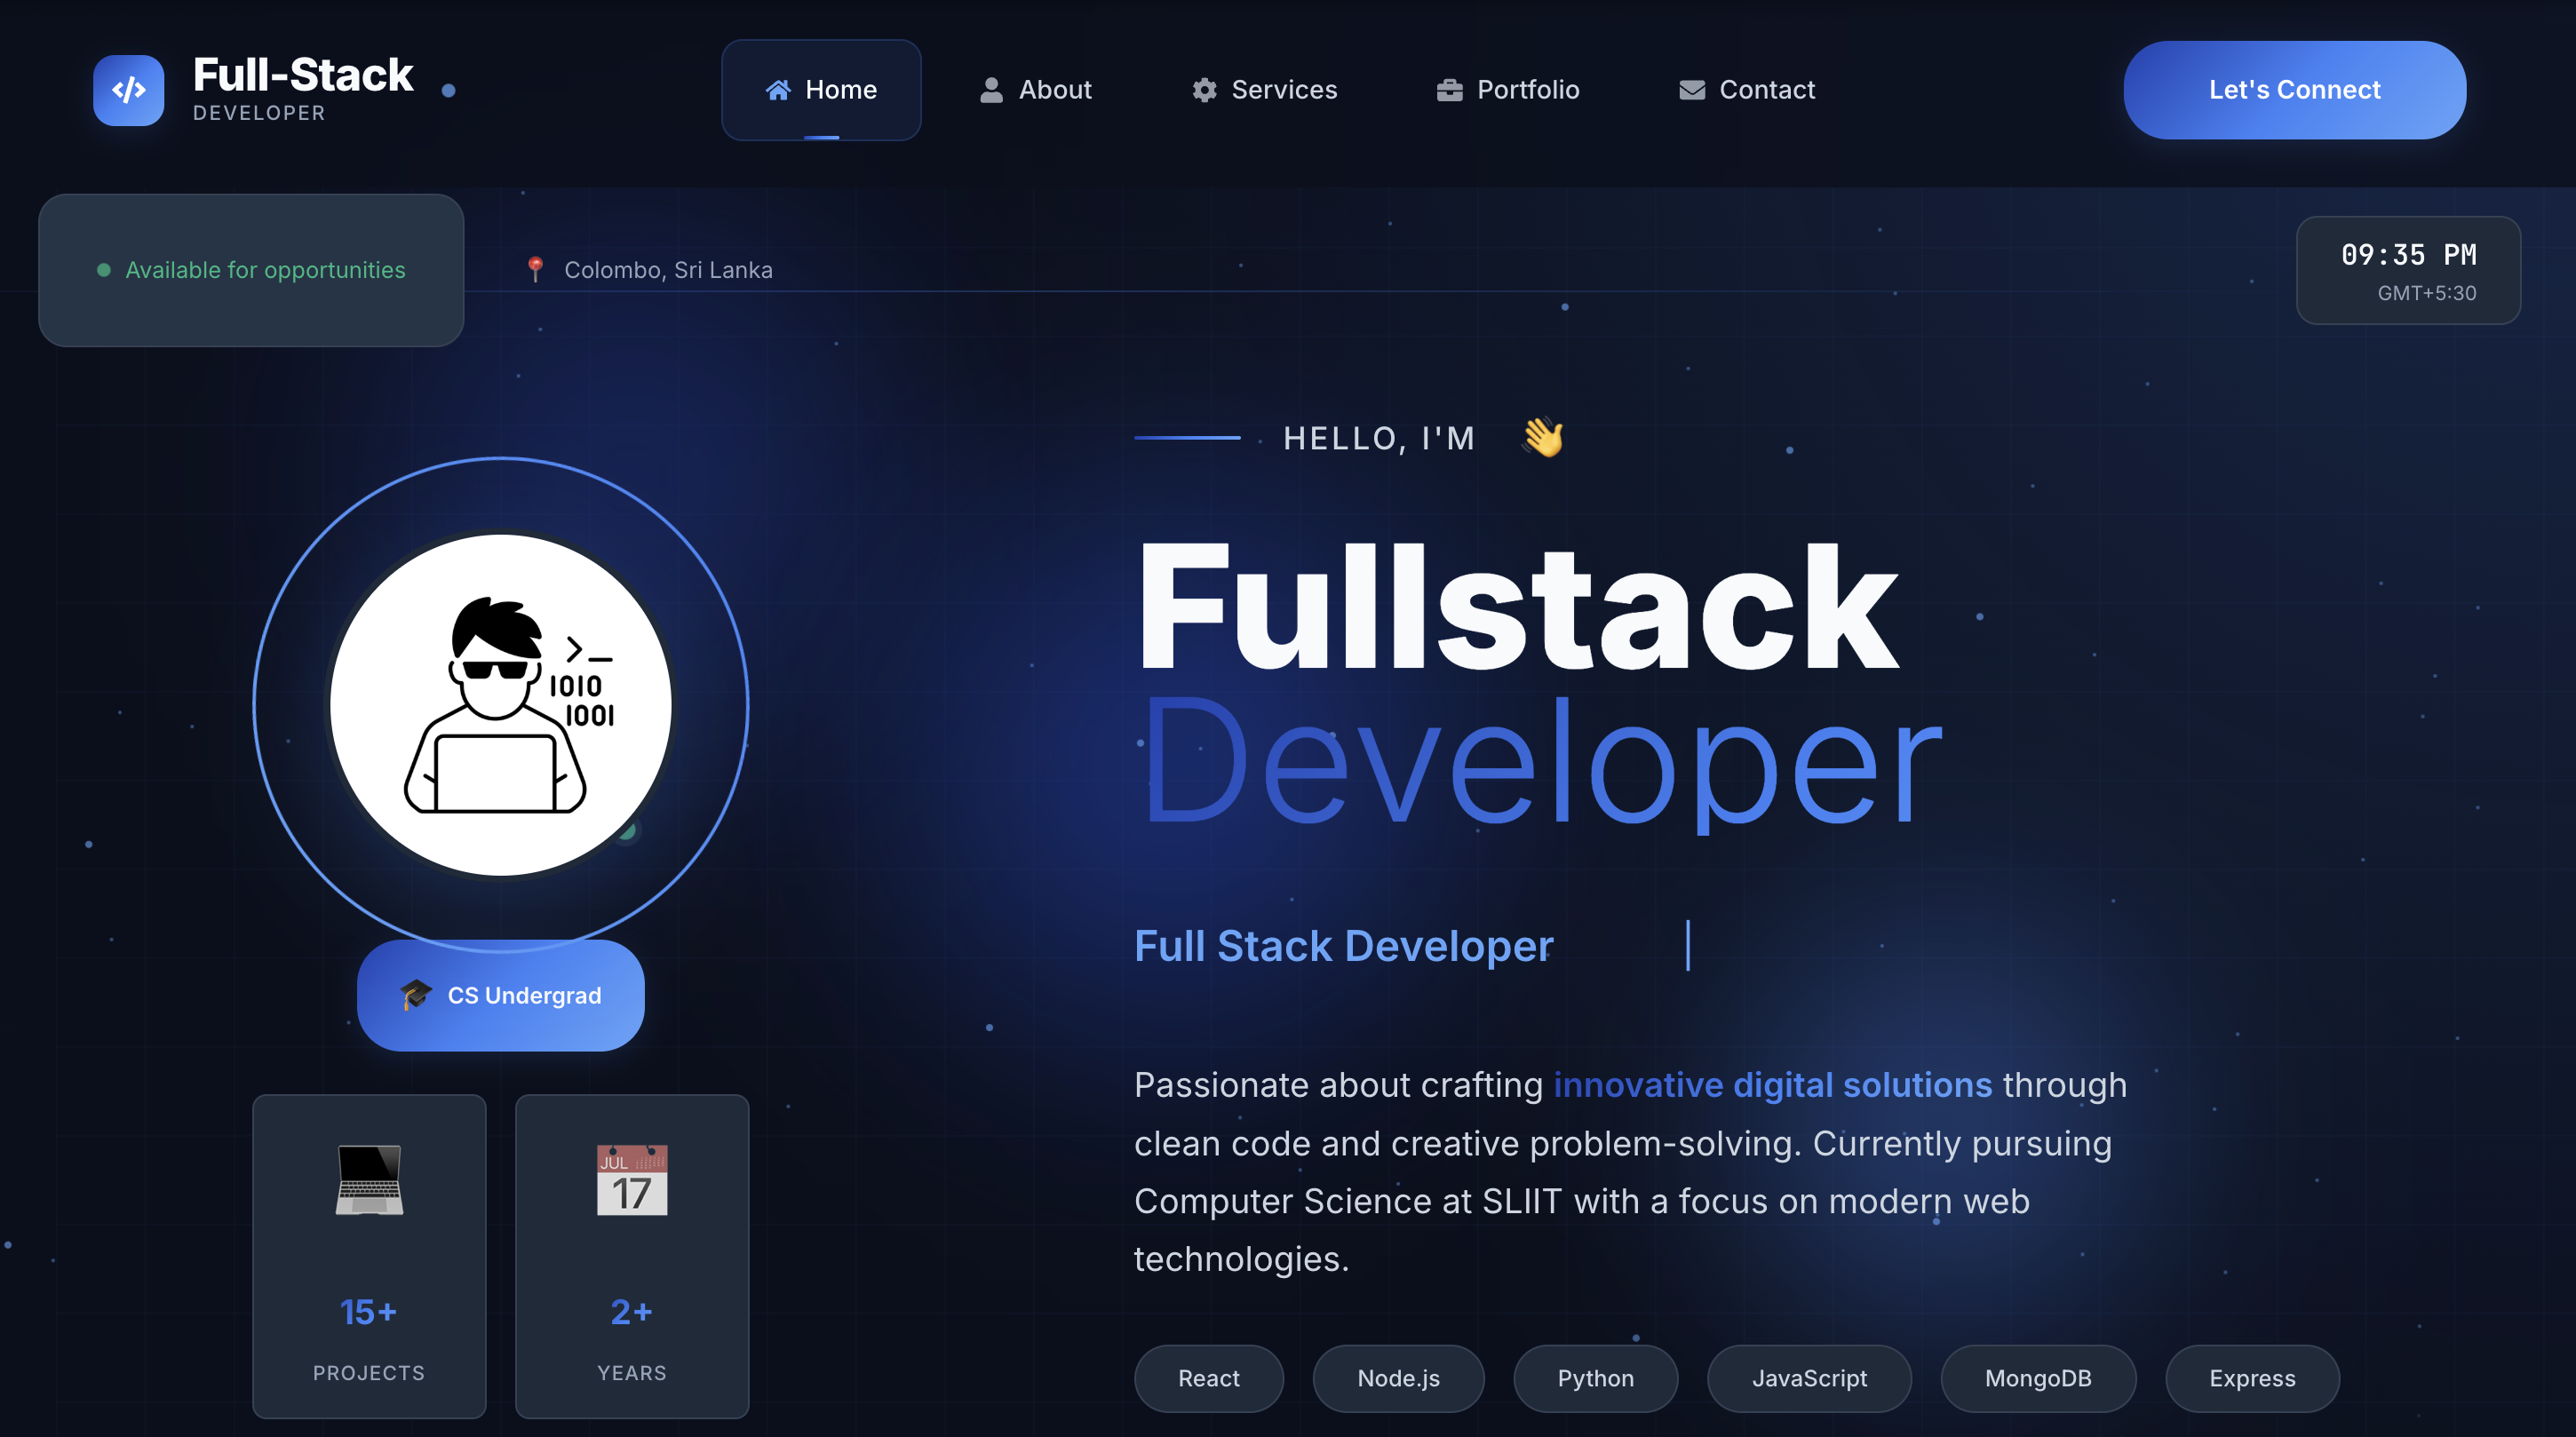 Full-Stack
DEVELOPER
Home
About
Services
Portfolio
Contact
Let's Connect
Available for opportunities
Colombo, Sri Lanka
09:35 PM
GMT+5:30
HELLO, I'M
Fullstack
Developer
Full Stack Developer
Passionate about crafting innovative digital solutions through
clean code and creative problem-solving. Currently pursuing
Computer Science at SLIIT with a focus on modern web
technologies.
React
Node.js
Python
JavaScript
MongoDB
Express
>_
1010
1001
CS Undergrad
JUL
17
15+
PROJECTS
2+
YEARS